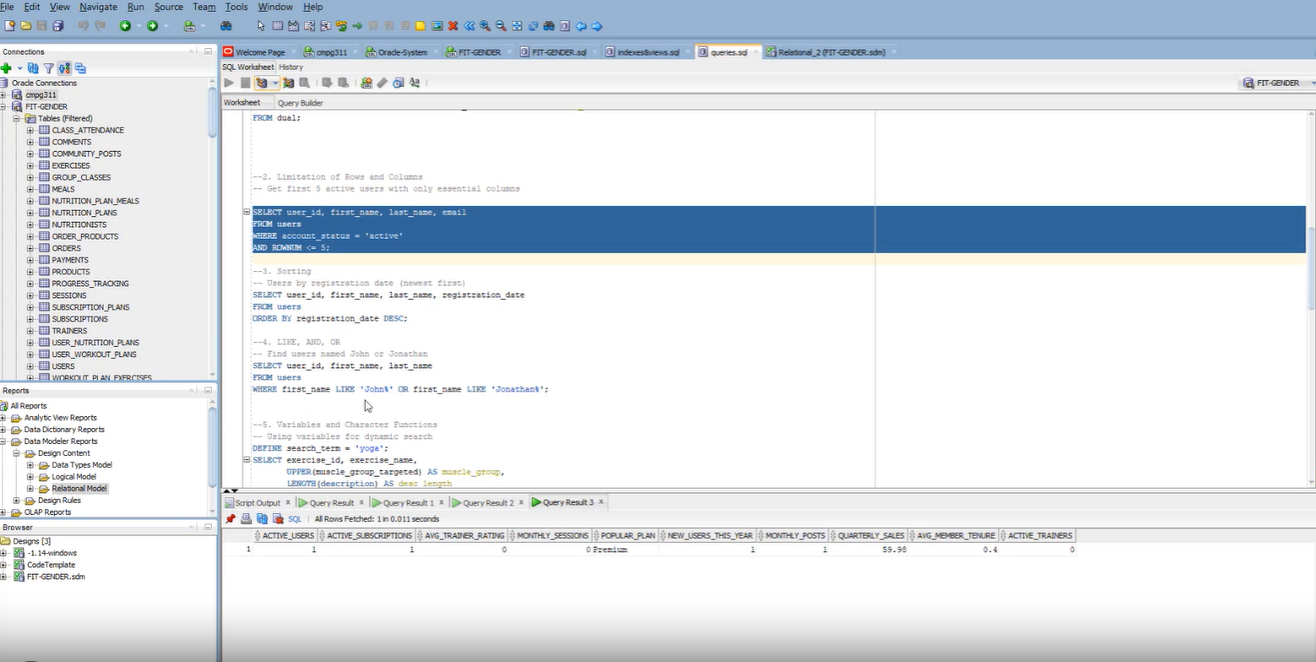 File Edit View Navigate Run Source Team Tools Window Help
Connections
Oracle Connections
cmpg311
FIT-GENDER
Tables (Filtered)
CLASS_ATTENDANCE
COMMENTS
COMMUNITY_POSTS
EXERCISES
GROUP_CLASSES
MEALS
NUTRITION_PLAN_MEALS
NUTRITION_PLANS
NUTRITIONISTS
ORDER_PRODUCTS
ORDERS
PAYMENTS
PRODUCTS
PROGRESS_TRACKING
SESSIONS
SUBSCRIPTION_PLANS
SUBSCRIPTIONS
TRAINERS
USER_NUTRITION_PLANS
USER_WORKOUT_PLANS
USERS
WORKOUT_PLAN_EXERCISES
Reports
All Reports
Analytic View Reports
Data Dictionary Reports
Data Modeler Reports
Design Content
Data Types Model
Logical Model
Relational Model
Design Rules
OLAP Reports
Browser
Designs [3]
-1.14-windows
CodeTemplate
FIT-GENDER.sdm
Welcome Page cmpg311 Oracle-System FIT-GENDER FIT-GENDER.sql indexes&views.sql queries.sql Relational_2 (FIT-GENDER.sdm)
SQL Worksheet History
FIT-GENDER
Worksheet Query Builder
FROM dual;
--2. Limitation of Rows and Columns
-- Get first 5 active users with only essential columns
SELECT user_id, first_name, last_name, email
FROM users
WHERE account_status = 'active'
AND ROWNUM <= 5;
--3. Sorting
-- Users by registration date (newest first)
SELECT user_id, first_name, last_name, registration_date
FROM users
ORDER BY registration_date DESC;
--4. LIKE, AND, OR
-- Find users named John or Jonathan
SELECT user_id, first_name, last_name
FROM users
WHERE first_name LIKE 'John%' OR first_name LIKE 'Jonathan%';
--5. Variables and Character Functions
-- Using variables for dynamic search
DEFINE search_term = 'yoga';
SELECT exercise_id, exercise_name,
UPPER(muscle_group_targeted) AS muscle_group,
LENGTH(description) AS desc_length
Script Output Query Result Query Result 1 Query Result 2 Query Result 3
SQL All Rows Fetched: 1 in 0.011 seconds
ACTIVE_USERS ACTIVE_SUBSCRIPTIONS AVG_TRAINER_RATING MONTHLY_SESSIONS POPULAR_PLAN NEW_USERS_THIS_YEAR MONTHLY_POSTS QUARTERLY_SALES AVG_MEMBER_TENURE ACTIVE_TRAINERS
1 1 1 0 0 Premium 1 1 59.98 0.4 0